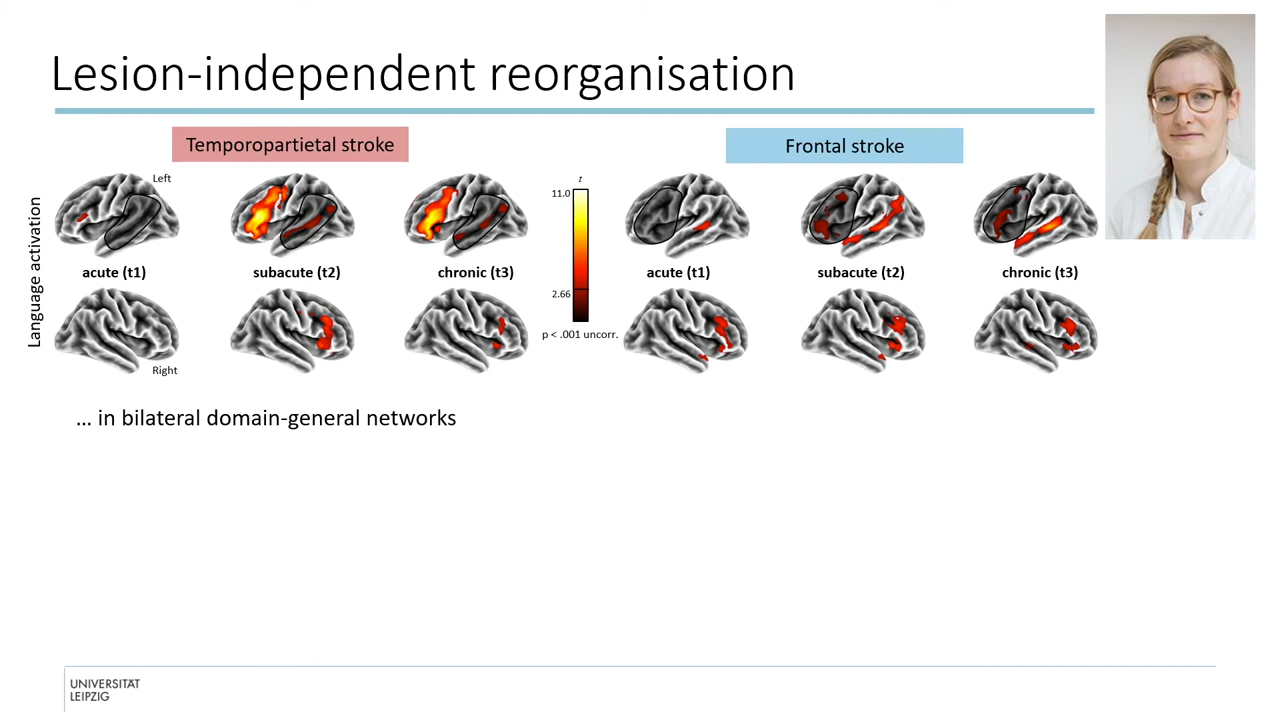 Lesion-independent reorganisation
Temporopartietal stroke
Frontal stroke
Language activation
Left
t
11.0
2.66
p < .001 uncorr.
acute (t1)
subacute (t2)
chronic (t3)
acute (t1)
subacute (t2)
chronic (t3)
Right
... in bilateral domain-general networks
UNIVERSITÄT
LEIPZIG